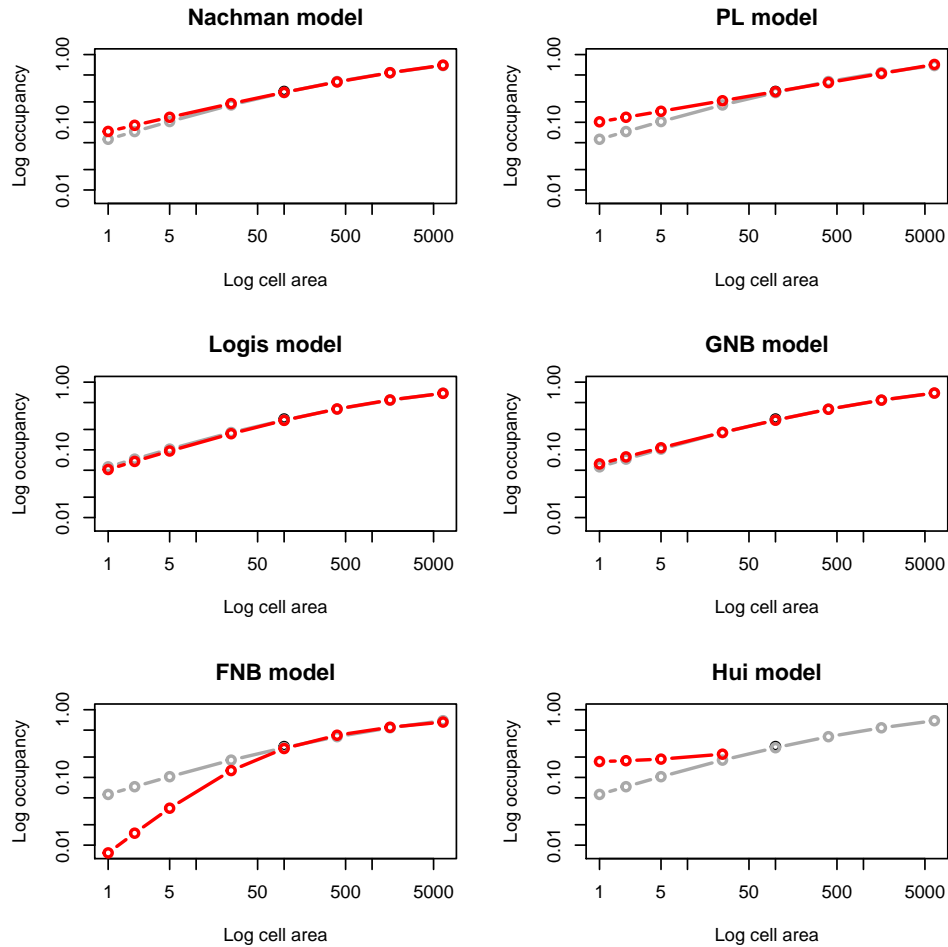 Nachman model
Log occupancy
1.00
0.10
0.01
1 5 50 500 5000
Log cell area
PL model
Log occupancy
1.00
0.10
0.01
1 5 50 500 5000
Log cell area
Logis model
Log occupancy
1.00
0.10
0.01
1 5 50 500 5000
Log cell area
GNB model
Log occupancy
1.00
0.10
0.01
1 5 50 500 5000
Log cell area
FNB model
Log occupancy
1.00
0.10
0.01
1 5 50 500 5000
Log cell area
Hui model
Log occupancy
1.00
0.10
0.01
1 5 50 500 5000
Log cell area